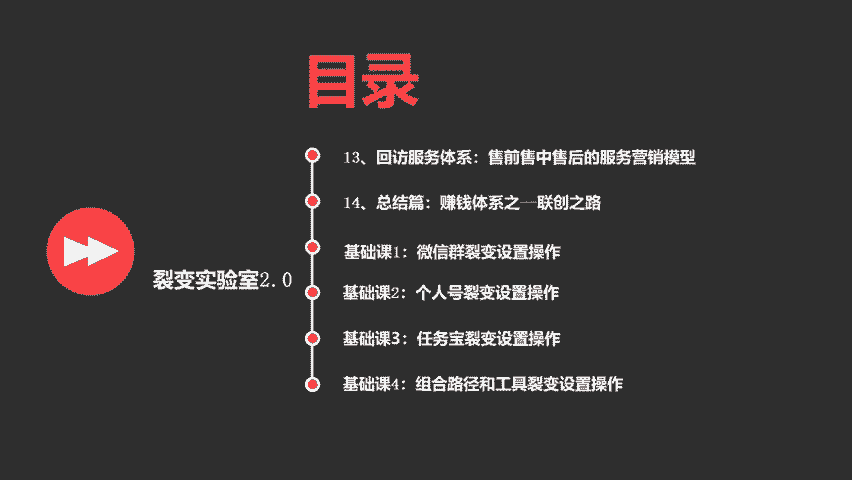 目录
13、回访服务体系：售前售中售后的服务营销模型
14、总结篇：赚钱体系之一联创之路
基础课1：微信群裂变设置操作
裂变实验室2.0
基础课2：个人号裂变设置操作
基础课3：任务宝裂变设置操作
基础课4：组合路径和工具裂变设置操作